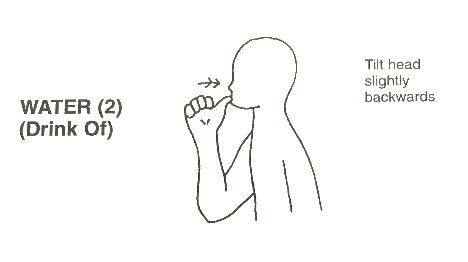 WATER (2)
(Drink Of)
Tilt head
slightly
backwards